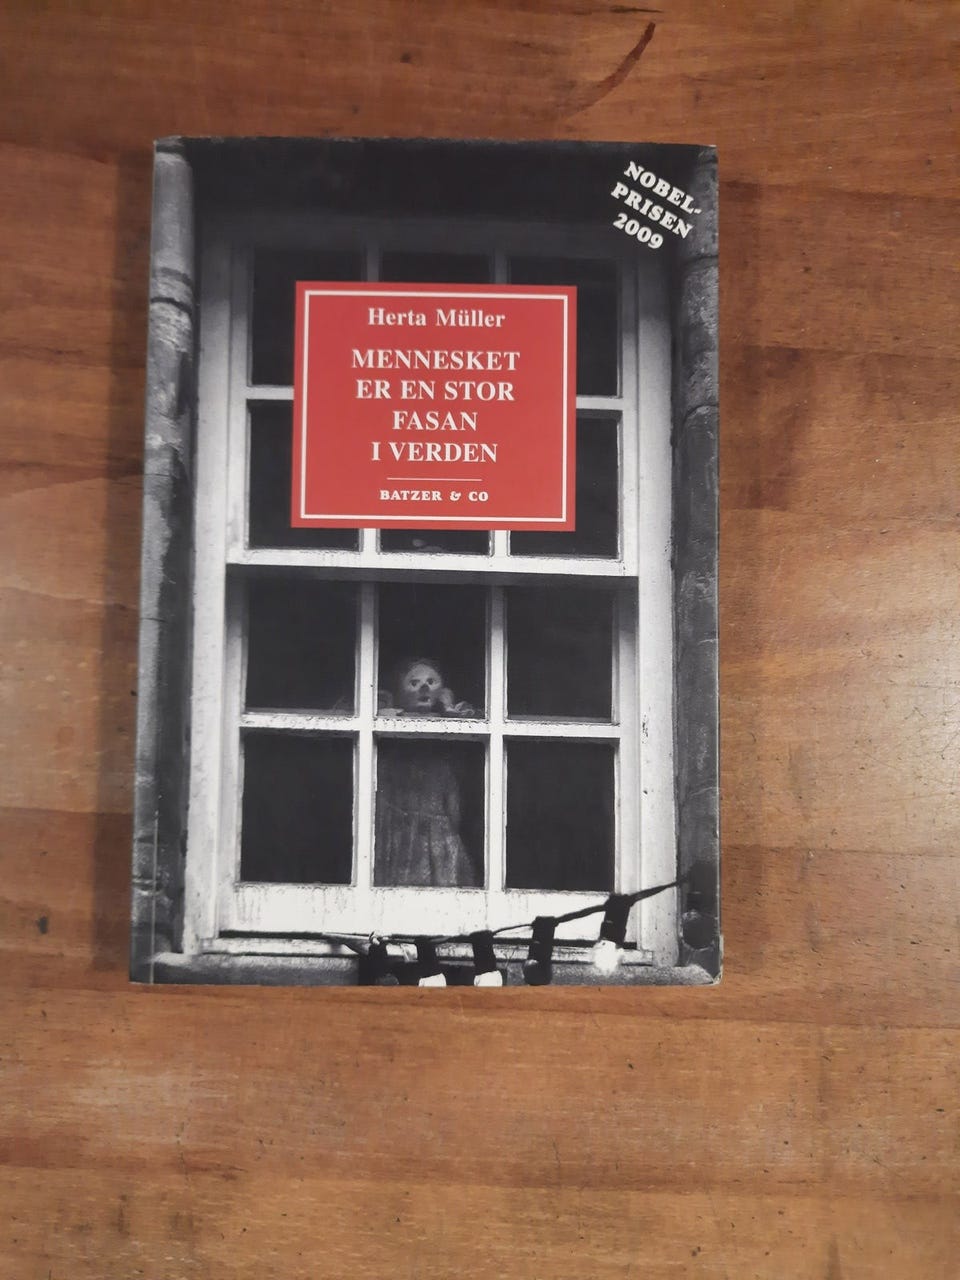 NOBEL-
PRISEN
2009
Herta Müller
MENNESKET
ER EN STOR
FASAN
I VERDEN
BATZER & CO